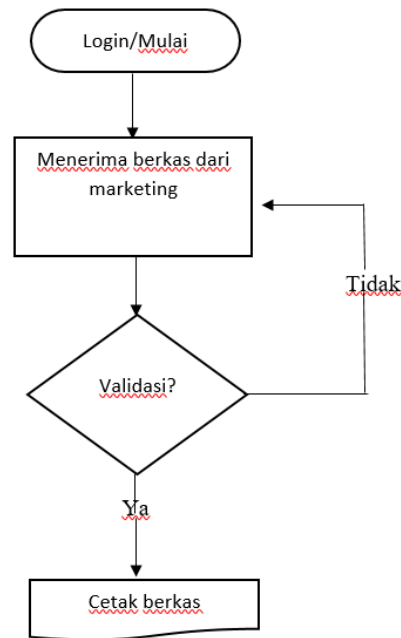 Login/Mulai
Menerima berkas dari
marketing
Tidak
Validasi?
Ya
Cetak berkas